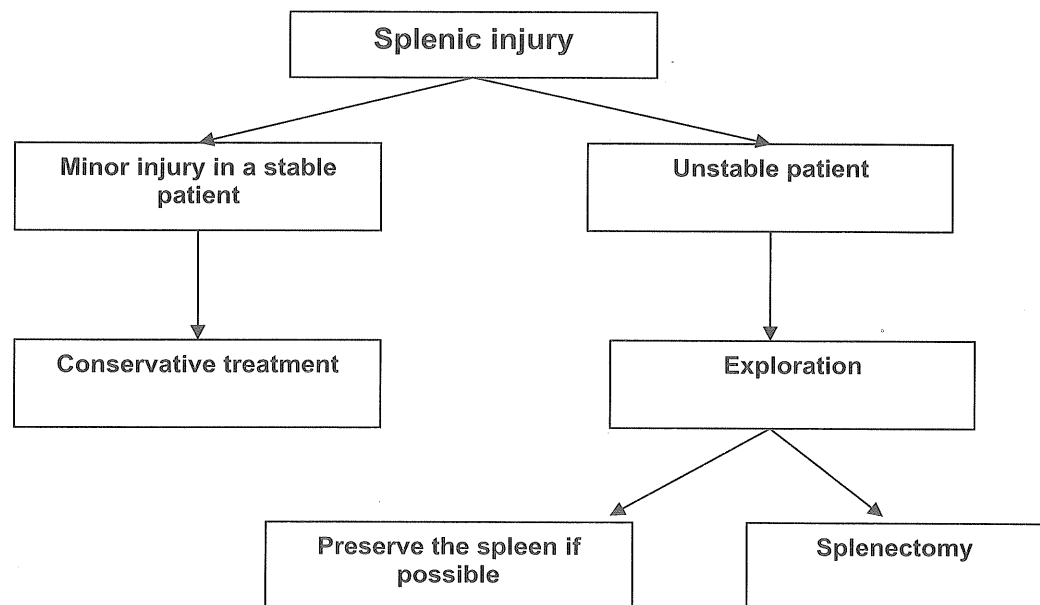 Splenic injury
Minor injury in a stable
patient
Unstable patient
Conservative treatment
Exploration
Preserve the spleen if
possible
Splenectomy